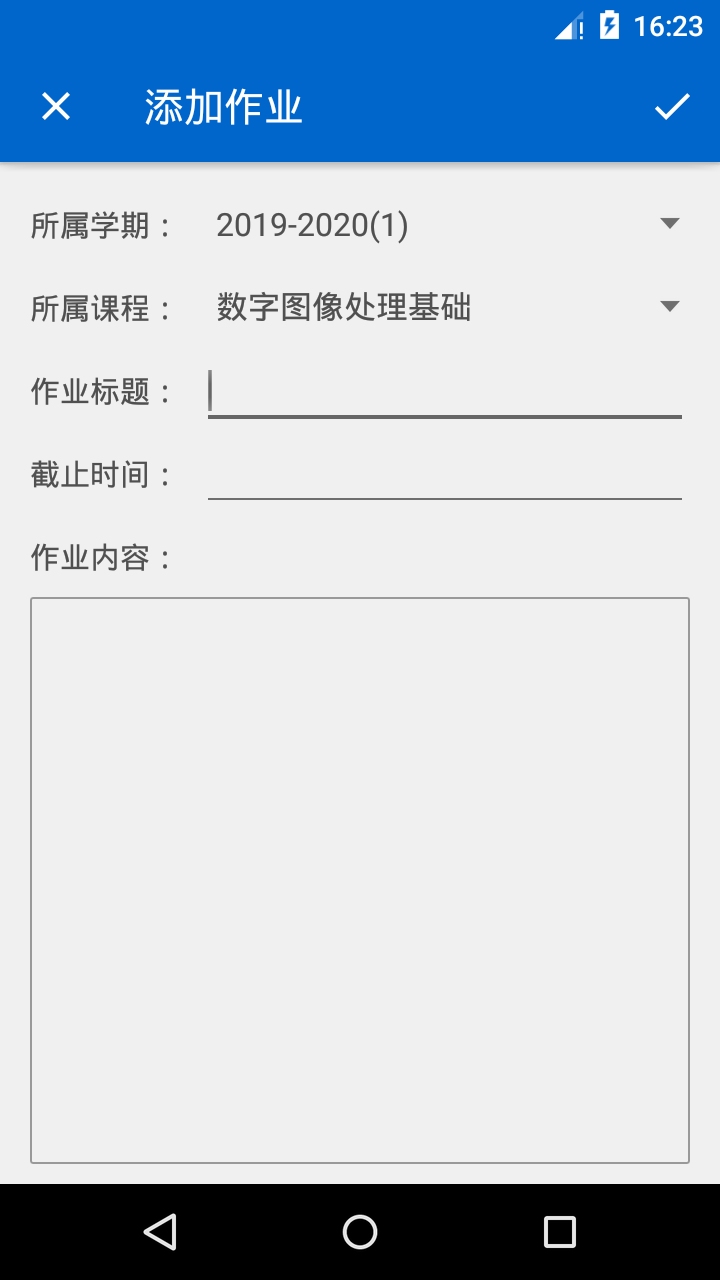 16:23
添加作业
所属学期： 2019-2020(1)
所属课程： 数字图像处理基础
作业标题：
截止时间：
作业内容：